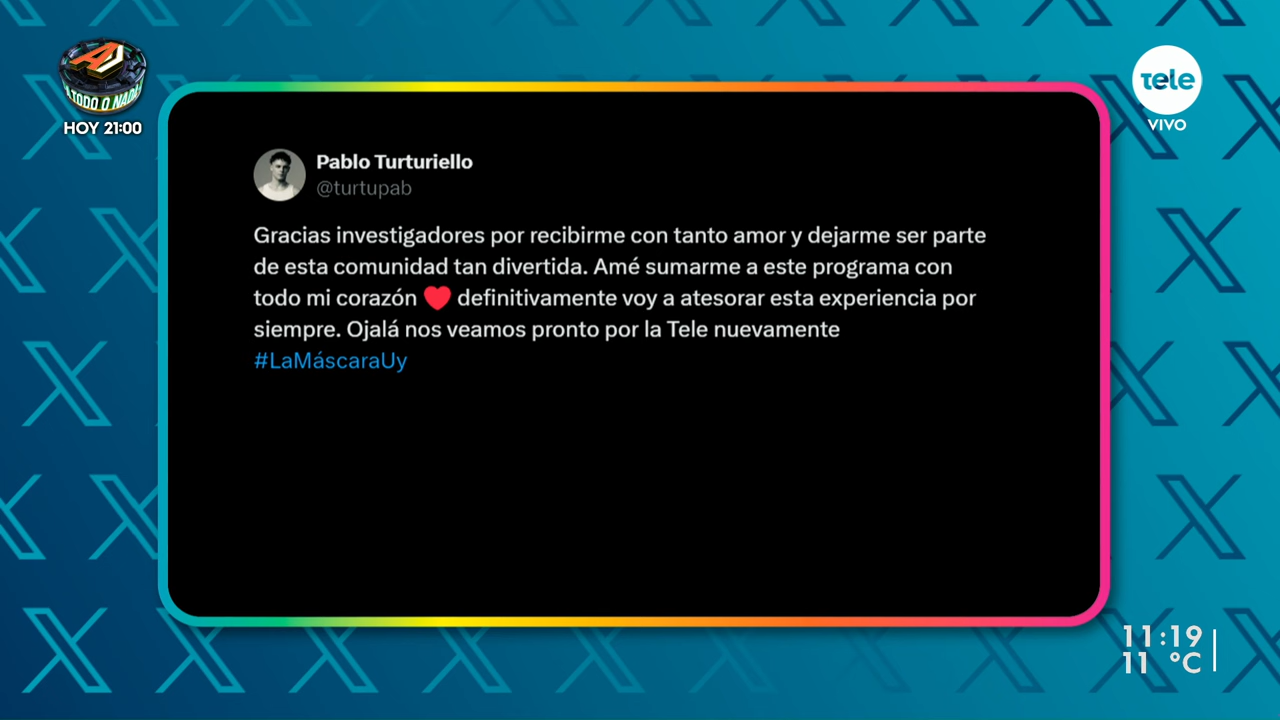 A TODO O NADA
HOY 21:00
tele
VIVO
Pablo Turturiello
@turtupab
Gracias investigadores por recibirme con tanto amor y dejarme ser parte
de esta comunidad tan divertida. Amé sumarme a este programa con
todo mi corazón ❤️ definitivamente voy a atesorar esta experiencia por
siempre. Ojalá nos veamos pronto por la Tele nuevamente
#LaMáscaraUy
11:19
11 °C